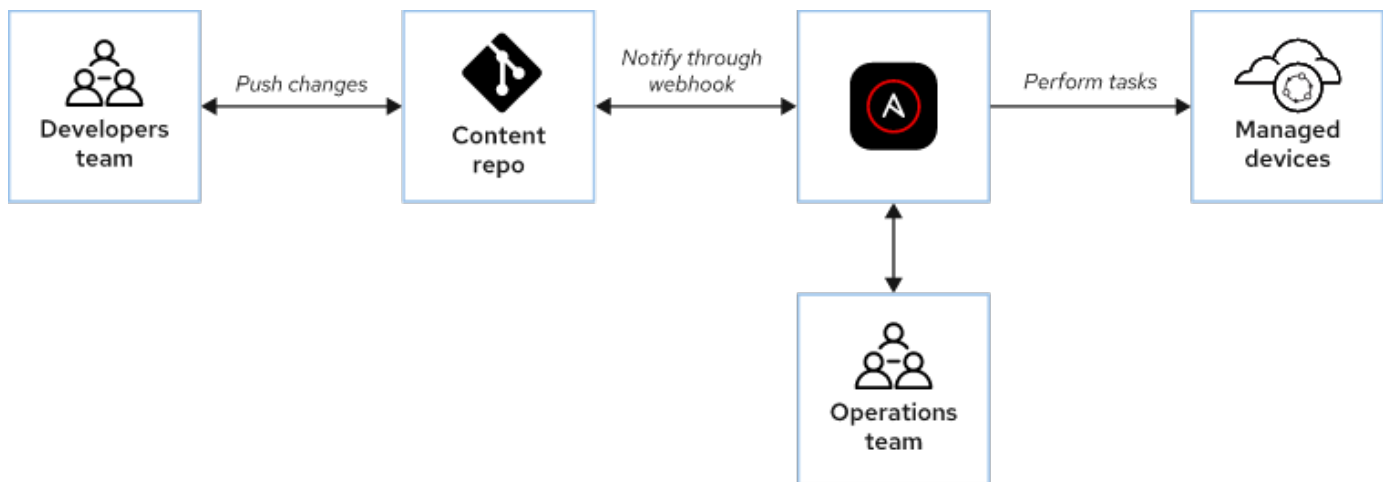 Developers
team
Push changes
Content
repo
Notify through
webhook
Perform tasks
Managed
devices
Operations
team